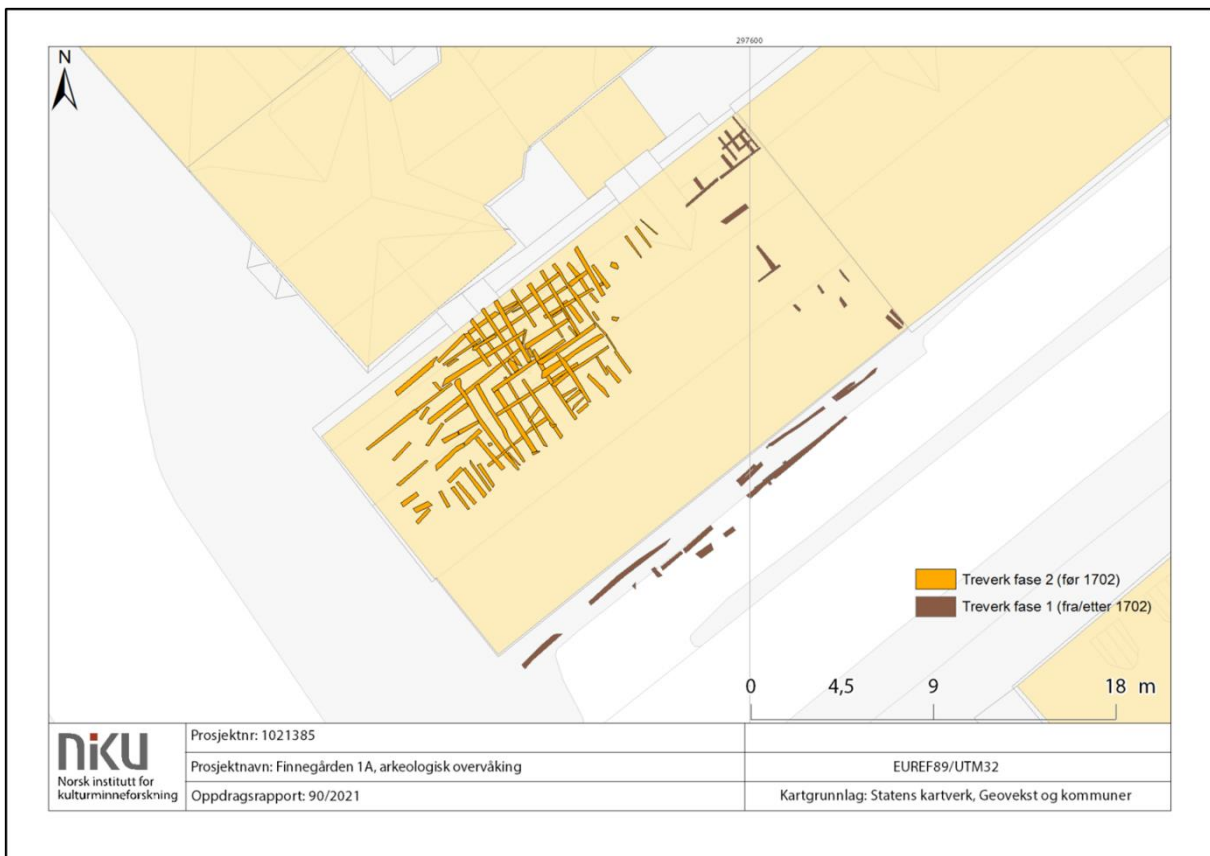 297600
N
Treverk fase 2 (før 1702)
Treverk fase 1 (fra/etter 1702)
0 4,5 9 18 m
NIKU
Norsk institutt for
kulturminneforskning
Prosjektnr: 1021385
Prosjektnavn: Finnegården 1A, arkeologisk overvåking
EUREF89/UTM32
Oppdragsrapport: 90/2021
Kartgrunnlag: Statens kartverk, Geovekst og kommuner